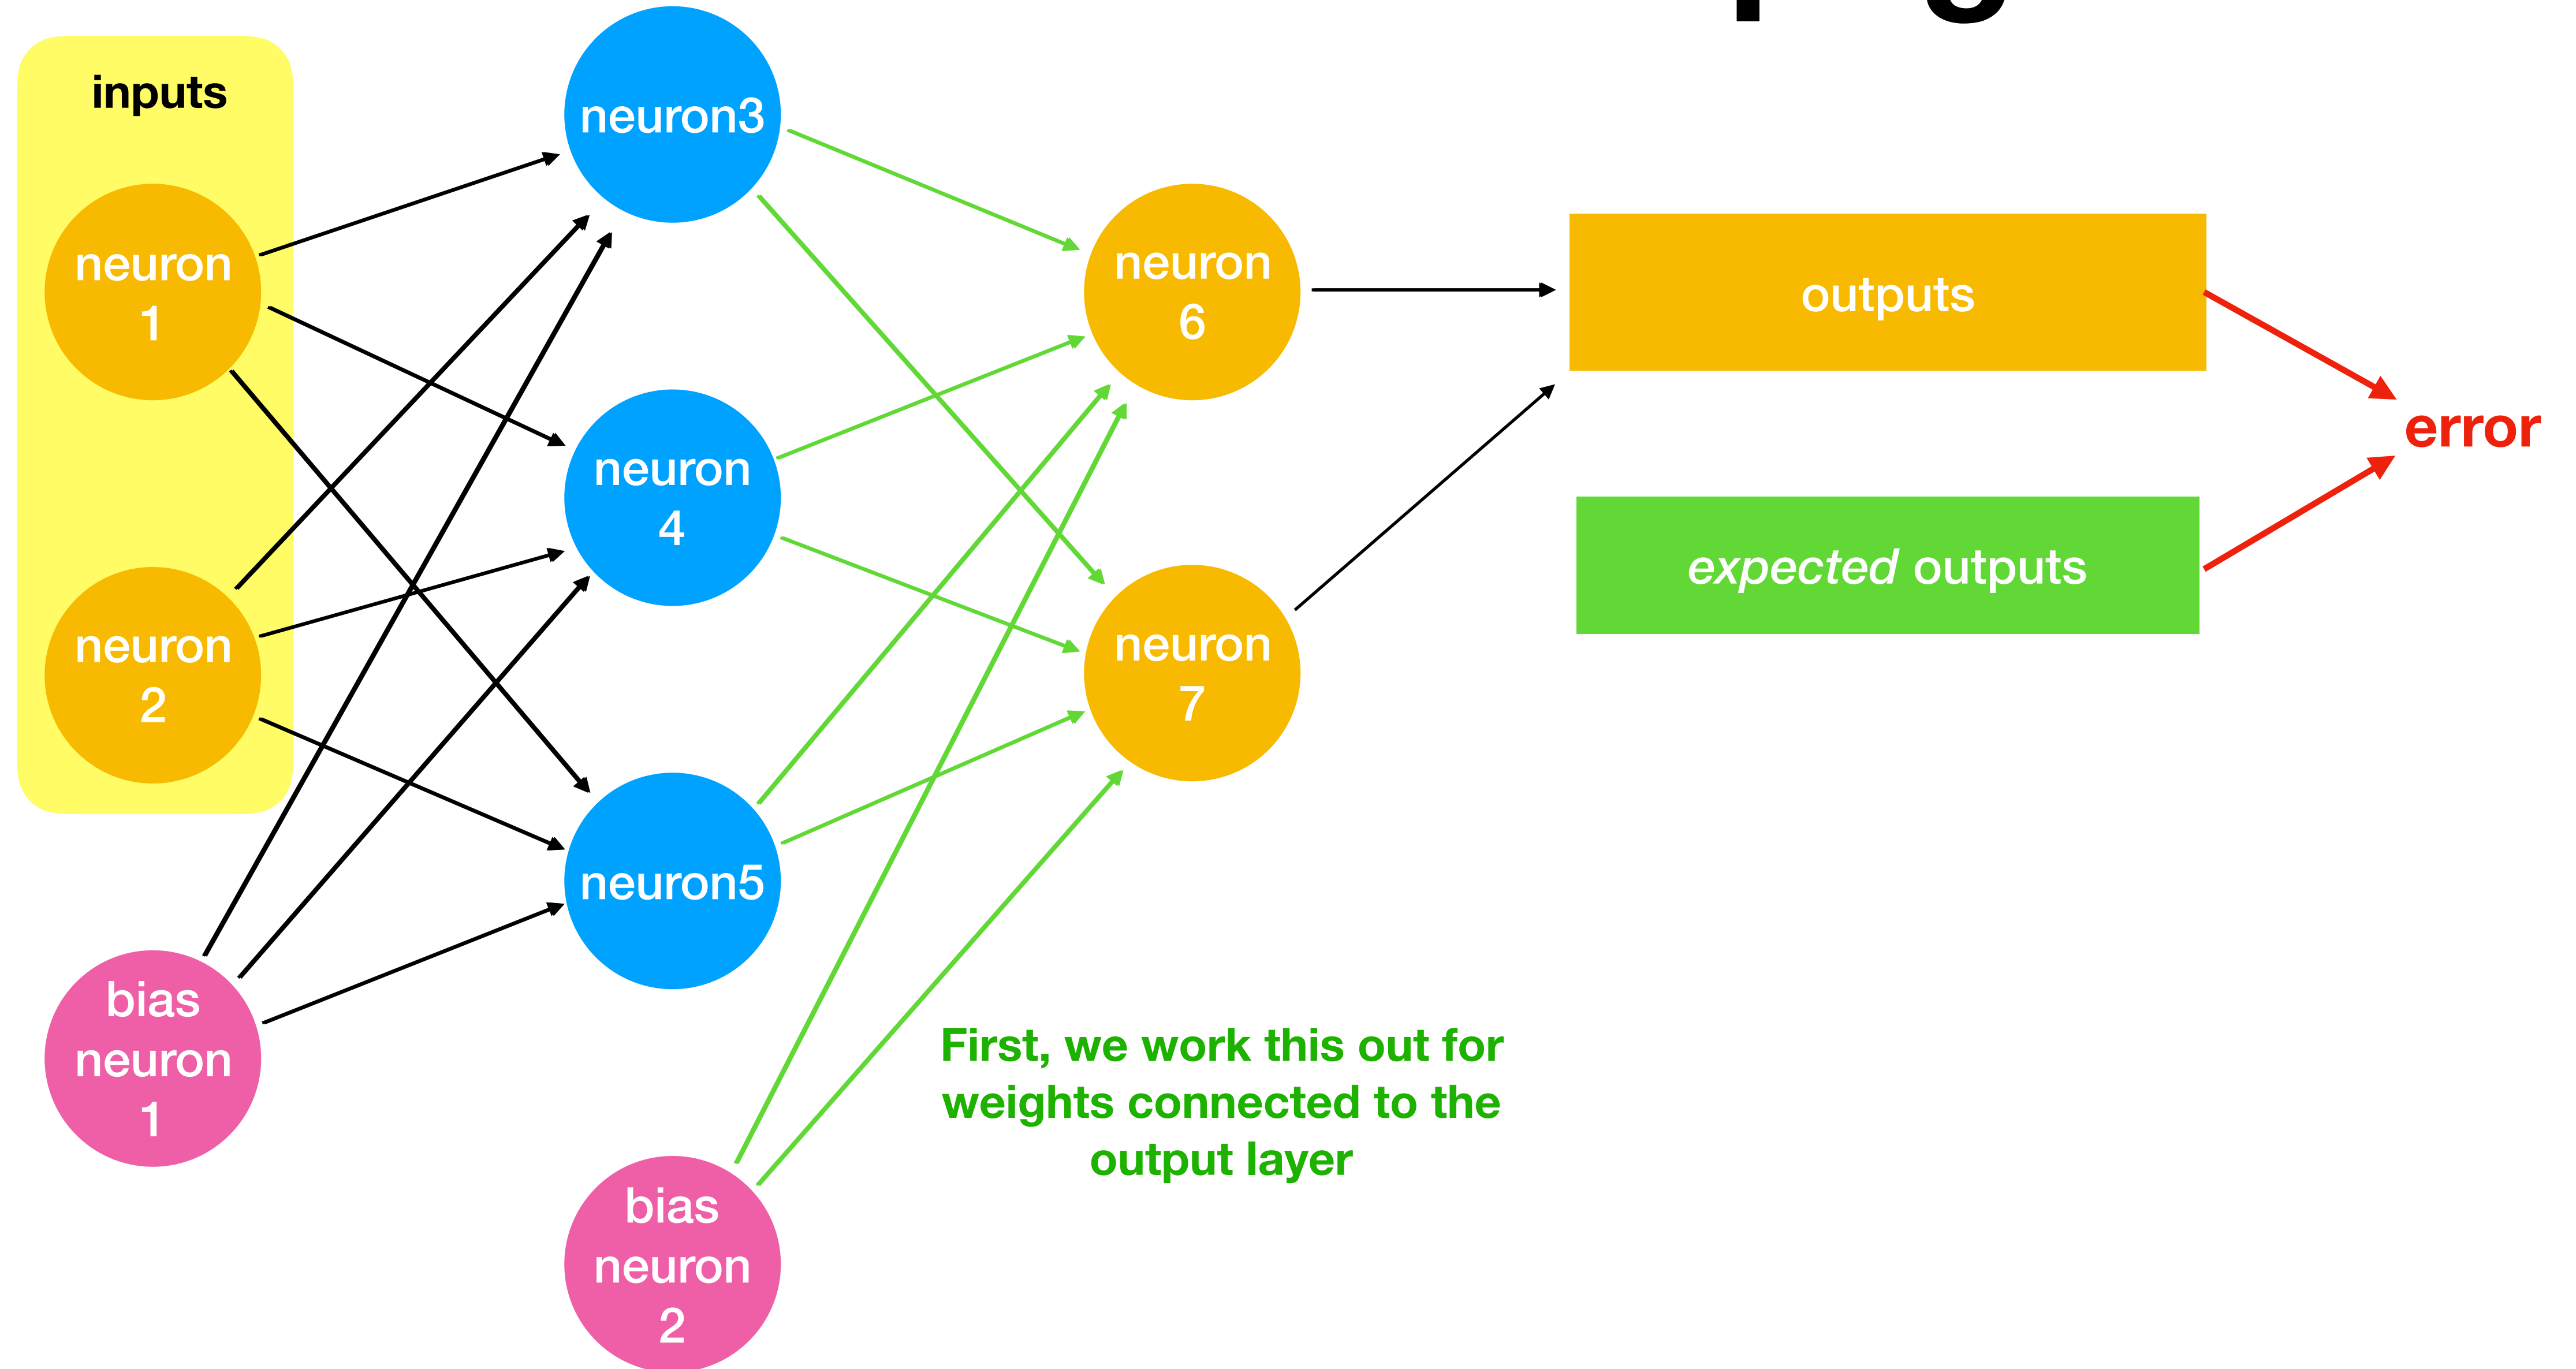 inputs
neuron
1
neuron
2
bias
neuron
1
neuron3
neuron
4
neuron5
bias
neuron
2
neuron
6
neuron
7
outputs
expected outputs
error
First, we work this out for
weights connected to the
output layer